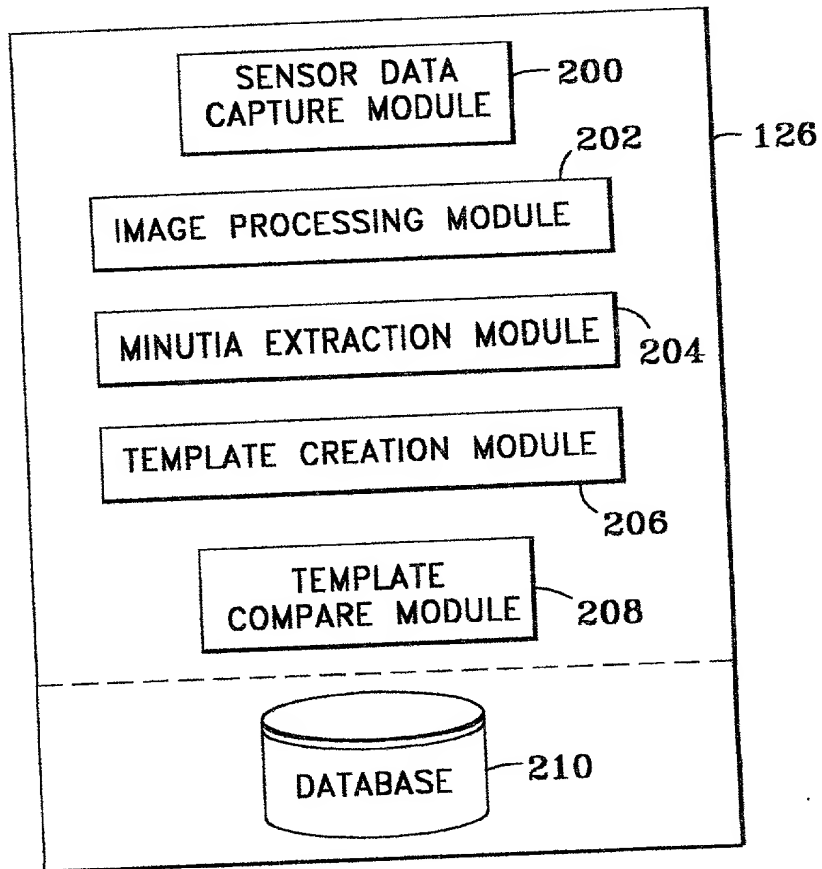 SENSOR DATA
CAPTURE MODULE
200
126
202
IMAGE PROCESSING MODULE
MINUTIA EXTRACTION MODULE
204
TEMPLATE CREATION MODULE
206
TEMPLATE
COMPARE MODULE
208
DATABASE
210